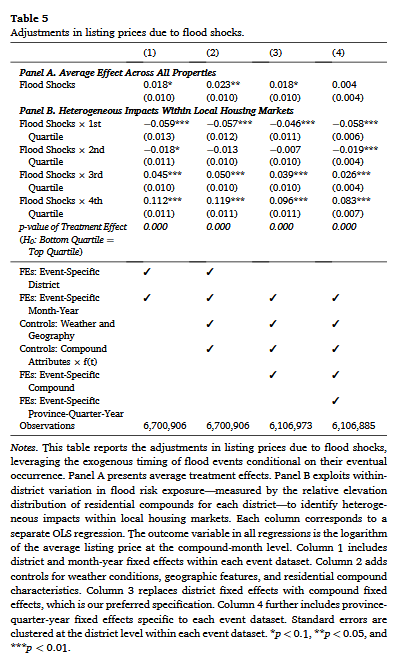 Table 5
Adjustments in listing prices due to flood shocks.
(1) (2) (3) (4)
Panel A. Average Effect Across All Properties
Flood Shocks 0.018* 0.023** 0.018* 0.004
(0.010) (0.010) (0.010) (0.004)
Panel B. Heterogeneous Impacts Within Local Housing Markets
Flood Shocks × 1st −0.059*** −0.057*** −0.046*** −0.058***
Quartile (0.013) (0.012) (0.011) (0.006)
Flood Shocks × 2nd −0.018* −0.013 −0.007 −0.019***
Quartile (0.011) (0.010) (0.010) (0.004)
Flood Shocks × 3rd 0.045*** 0.050*** 0.039*** 0.026***
Quartile (0.010) (0.010) (0.010) (0.004)
Flood Shocks × 4th 0.112*** 0.119*** 0.096*** 0.083***
Quartile (0.011) (0.011) (0.011) (0.007)
p-value of Treatment Effect 0.000 0.000 0.000 0.000
(H₀: Bottom Quartile =
Top Quartile)
FEs: Event-Specific ✓ ✓
District
FEs: Event-Specific ✓ ✓ ✓ ✓
Month-Year
Controls: Weather and ✓ ✓ ✓
Geography
Controls: Compound ✓ ✓ ✓
Attributes × f(t)
FEs: Event-Specific ✓ ✓
Compound
FEs: Event-Specific ✓
Province-Quarter-Year
Observations 6,700,906 6,700,906 6,106,973 6,106,885
Notes. This table reports the adjustments in listing prices due to flood shocks,
leveraging the exogenous timing of flood events conditional on their eventual
occurrence. Panel A presents average treatment effects. Panel B exploits within-
district variation in flood risk exposure—measured by the relative elevation
distribution of residential compounds for each district—to identify heteroge-
neous impacts within local housing markets. Each column corresponds to a
separate OLS regression. The outcome variable in all regressions is the logarithm
of the average listing price at the compound-month level. Column 1 includes
district and month-year fixed effects within each event dataset. Column 2 adds
controls for weather conditions, geographic features, and residential compound
characteristics. Column 3 replaces district fixed effects with compound fixed
effects, which is our preferred specification. Column 4 further includes province-
quarter-year fixed effects specific to each event dataset. Standard errors are
clustered at the district level within each event dataset. *p < 0.1, **p < 0.05, and
***p < 0.01.